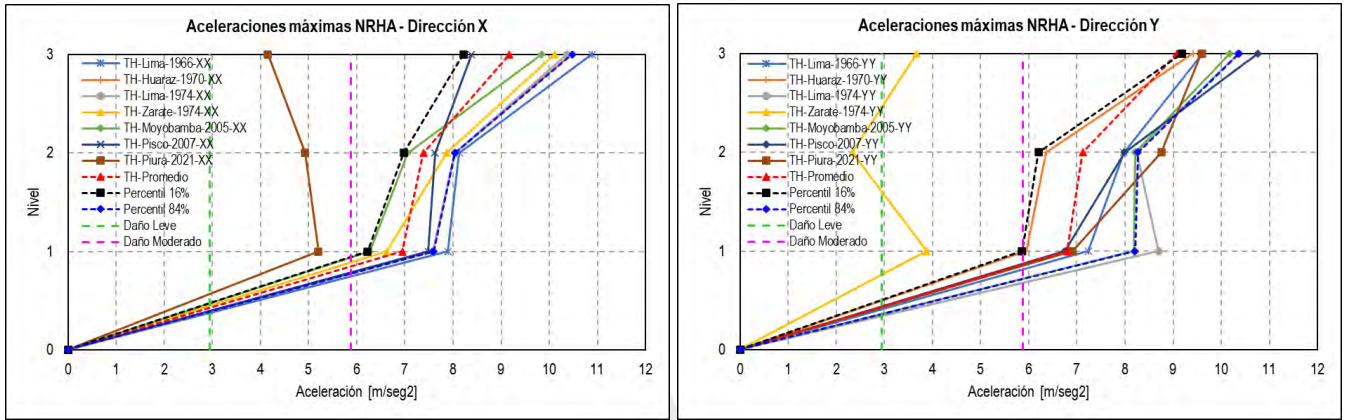 Aceleraciones máximas NRHA - Dirección X
3
2
1
0
Nivel
TH-Lima-1966-XX
TH-Huaraz-1970-XX
TH-Lima-1974-XX
TH-Zarate-1974-XX
TH-Moyobamba-2005-XX
TH-Pisco-2007-XX
TH-Piura-2021-XX
TH-Promedio
Percentil 16%
Percentil 84%
Daño Leve
Daño Moderado
0 1 2 3 4 5 6 7 8 9 10 11 12
Aceleración [m/seg2]
Aceleraciones máximas NRHA - Dirección Y
3
2
1
0
Nivel
TH-Lima-1966-YY
TH-Huaraz-1970-YY
TH-Lima-1974-YY
TH-Zarate-1974-YY
TH-Moyobamba-2005-YY
TH-Pisco-2007-YY
TH-Piura-2021-YY
TH-Promedio
Percentil 16%
Percentil 84%
Daño Leve
Daño Moderado
0 1 2 3 4 5 6 7 8 9 10 11 12
Aceleración [m/seg2]